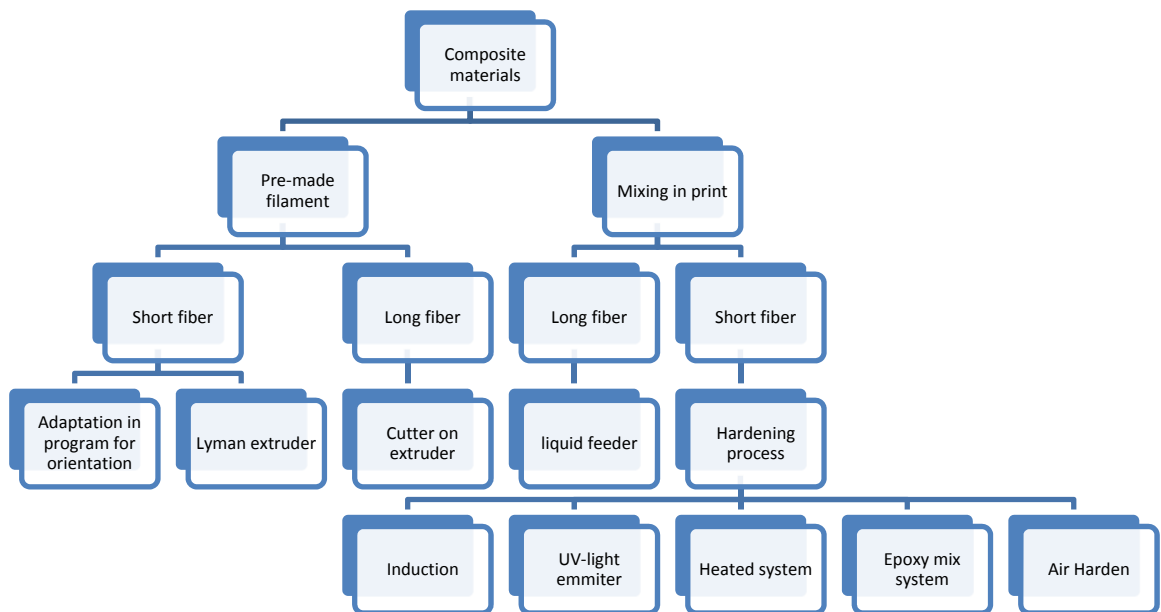 Composite
materials
Pre-made
filament
Mixing in print
Short fiber
Long fiber
Long fiber
Short fiber
Adaptation in
program for
orientation
Lyman extruder
Cutter on
extruder
liquid feeder
Hardening
process
Induction
UV-light
emmiter
Heated system
Epoxy mix
system
Air Harden